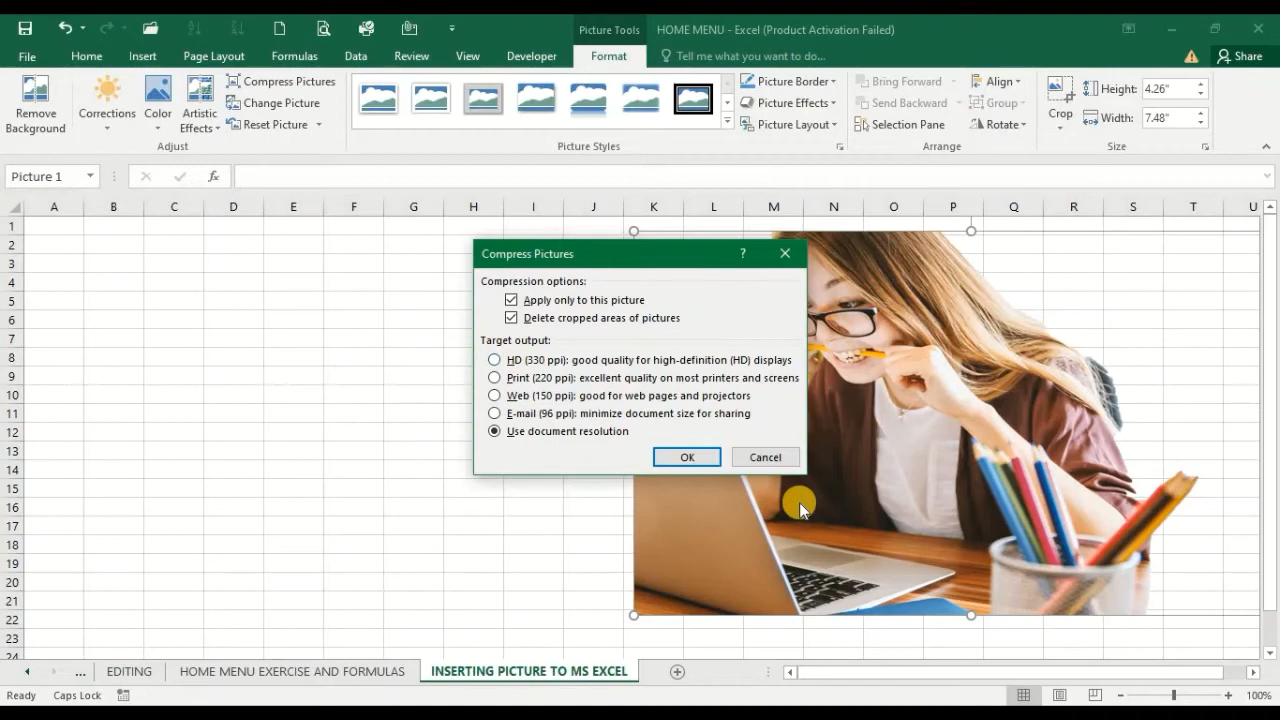 Picture Tools
HOME MENU - Excel (Product Activation Failed)
File Home Insert Page Layout Formulas Data Review View Developer Format Tell me what you want to do... Share
Remove Background
Corrections
Color
Artistic Effects
Compress Pictures
Change Picture
Reset Picture
Adjust
Picture Styles
Picture Border
Picture Effects
Picture Layout
Bring Forward
Send Backward
Selection Pane
Align
Group
Rotate
Arrange
Crop
Height: 4.26"
Width: 7.48"
Size
Picture 1
fx
A B C D E F G H I J K L M N O P Q R S T U
1
2
3
4
5
6
7
8
9
10
11
12
13
14
15
16
17
18
19
20
21
22
23
24
Compress Pictures ?
Compression options:
Apply only to this picture
Delete cropped areas of pictures
Target output:
HD (330 ppi): good quality for high-definition (HD) displays
Print (220 ppi): excellent quality on most printers and screens
Web (150 ppi): good for web pages and projectors
E-mail (96 ppi): minimize document size for sharing
Use document resolution
OK Cancel
... EDITING HOME MENU EXERCISE AND FORMULAS INSERTING PICTURE TO MS EXCEL
Ready Caps Lock 100%